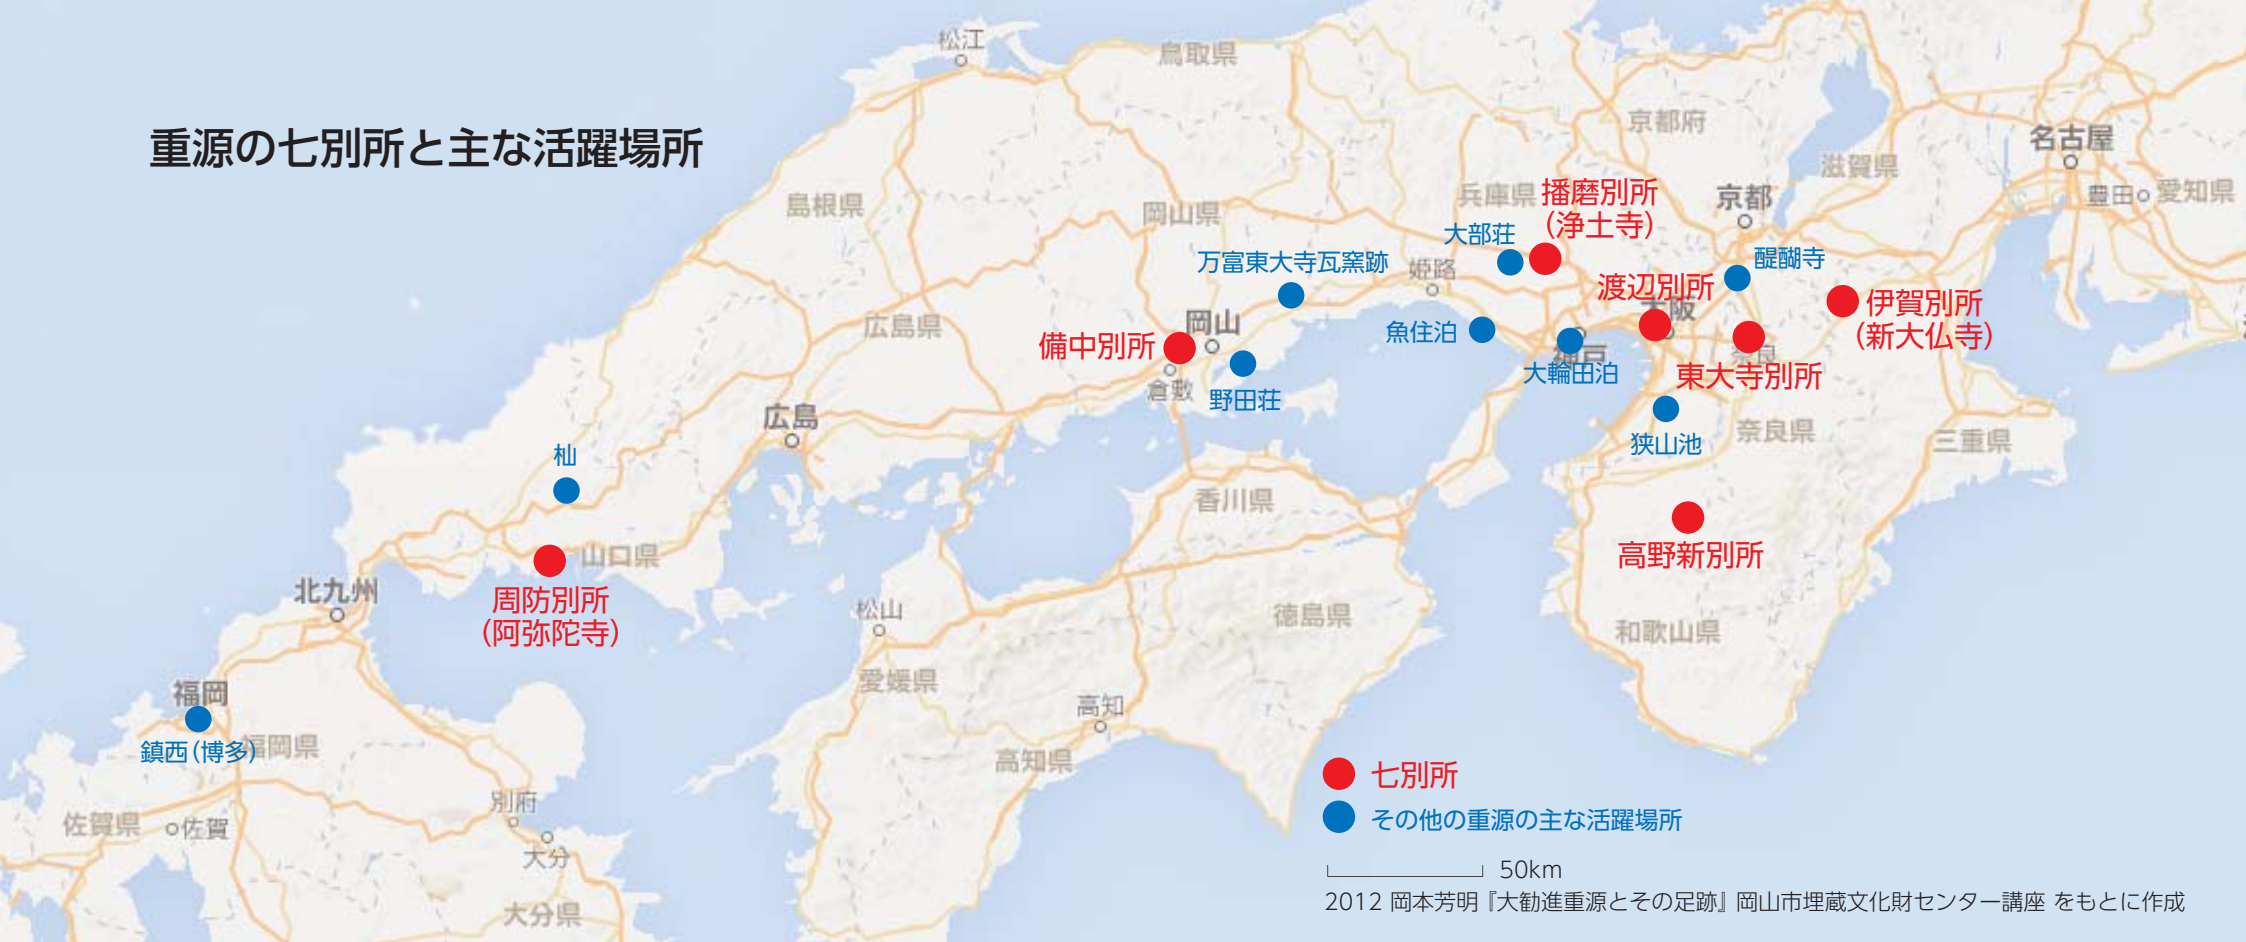 重源の七別所と主な活躍場所
松江
鳥取県
京都府
名古屋
滋賀県
豊田
愛知県
島根県
岡山県
兵庫県
播磨別所
(浄土寺)
京都
大部荘
醍醐寺
万富東大寺瓦窯跡
姫路
渡辺別所
大阪
伊賀別所
(新大仏寺)
広島県
岡山
備中別所
魚住泊
神戸
大輪田泊
奈良
東大寺別所
倉敷
野田荘
広島
狭山池
奈良県
三重県
杣
香川県
高野新別所
山口県
周防別所
(阿弥陀寺)
北九州
松山
徳島県
和歌山県
福岡
愛媛県
高知
鎮西(博多)
福岡県
高知県
別府
佐賀県
佐賀
大分
大分県
七別所
その他の重源の主な活躍場所
50km
2012 岡本芳明『大勧進重源とその足跡』岡山市埋蔵文化財センター講座 をもとに作成